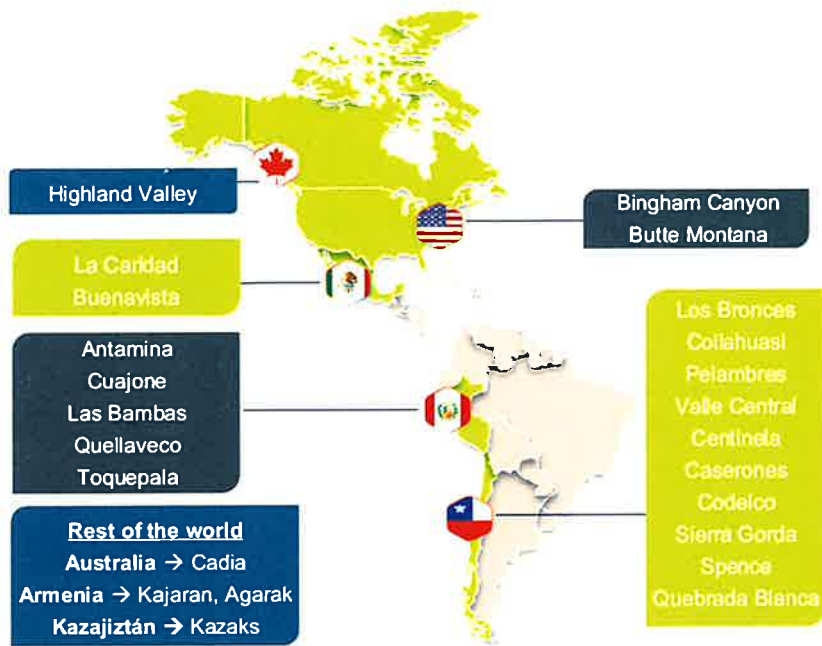 Highland Valley
Bingham Canyon
Butte Montana
La Caridad
Buenavista
Antamina
Cuajone
Las Bambas
Quellaveco
Toquepala
Los Bronces
Collahuasi
Pelambres
Valle Central
Centinela
Caserones
Codelco
Sierra Gorda
Spence
Quebrada Blanca
Rest of the world
Australia → Cadia
Armenia → Kajaran, Agarak
Kazajiztán → Kazaks